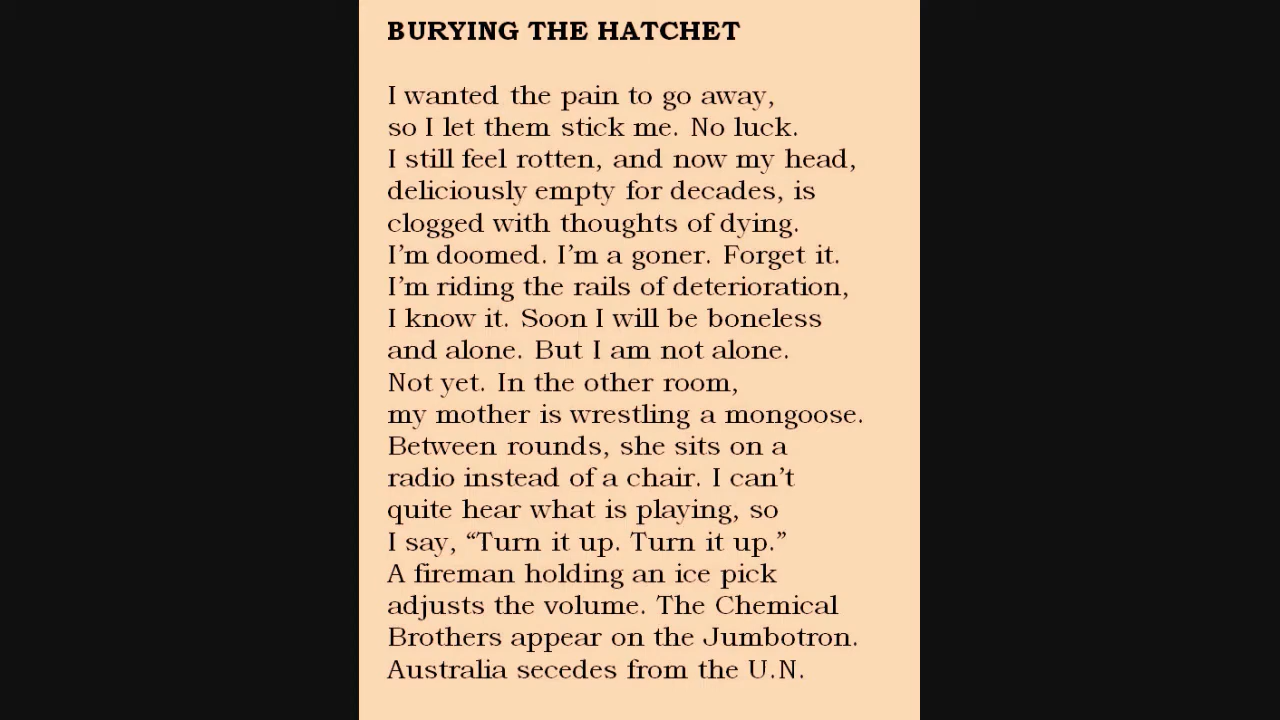 BURYING THE HATCHET
I wanted the pain to go away,
so I let them stick me. No luck.
I still feel rotten, and now my head,
deliciously empty for decades, is
clogged with thoughts of dying.
I’m doomed. I’m a goner. Forget it.
I’m riding the rails of deterioration,
I know it. Soon I will be boneless
and alone. But I am not alone.
Not yet. In the other room,
my mother is wrestling a mongoose.
Between rounds, she sits on a
radio instead of a chair. I can’t
quite hear what is playing, so
I say, “Turn it up. Turn it up.”
A fireman holding an ice pick
adjusts the volume. The Chemical
Brothers appear on the Jumbotron.
Australia secedes from the U.N.